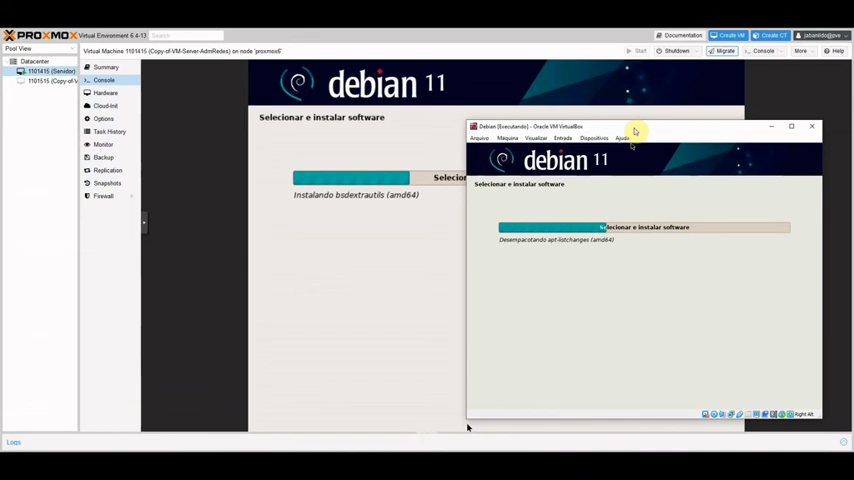 PROXMOX Virtual Environment 6.4-13 Search Documentation Create VM Create CT jabanildo@pve
Pool View Virtual Machine 1101415 (Copy-of-VM-Server-AdmRedes) on node 'proxmox6' Start Shutdown Migrate Console More Help
Datacenter
1101415 (Senidor)
1101515 (Copy-of-V
Summary
Console
Hardware
Cloud-Init
Options
Task History
Monitor
Backup
Replication
Snapshots
Firewall
debian 11
Selecionar e instalar software
Selecio
Instalando bsdextrautils (amd64)
Debian [Executando] - Oracle VM VirtualBox
Arquivo Máquina Visualizar Entrada Dispositivos Ajuda
debian 11
Selecionar e instalar software
Selecionar e instalar software
Desempacotando apt-listchanges (amd64)
Right Alt
Logs